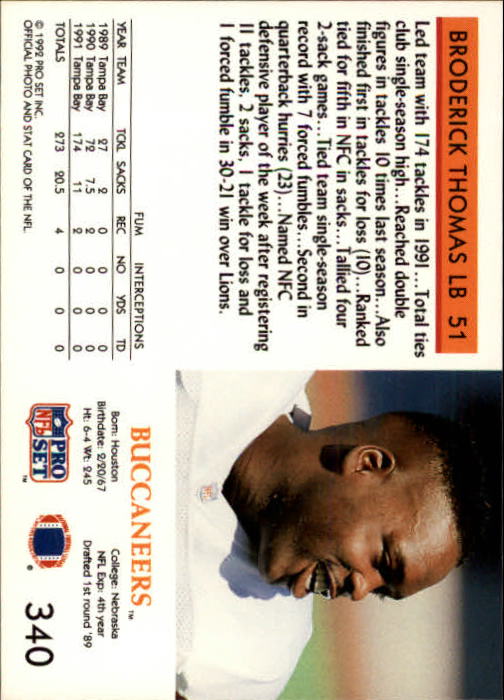 BRODERICK THOMAS LB 51
Led team with 174 tackles in 1991...Total ties
club single-season high...Reached double
figures in tackles 10 times last season...Also
finished first in tackles for loss (10)...Ranked
tied for fifth in NFC in sacks...Tallied four
2-sack games...Tied team single-season
record with 7 forced fumbles...Second in
quarterback hurries (23)...Named NFC
defensive player of the week after registering
11 tackles, 2 sacks, 1 tackle for loss and
1 forced fumble in 30-21 win over Lions.
FUM INTERCEPTIONS
YEAR TEAM TCKL SACKS REC NO YDS TD
1989 Tampa Bay 27 2 0 0 0 0
1990 Tampa Bay 72 7.5 2 0 0 0
1991 Tampa Bay 174 11 2 0 0 0
TOTALS 273 20.5 4 0 0 0
© 1992 PRO SET INC.
OFFICIAL PHOTO AND STAT CARD OF THE NFL.
NFL
BUCCANEERS™
Born: Houston College: Nebraska
Birthdate: 2/20/67 NFL Exp: 4th year
Ht: 6-4 Wt: 245 Drafted 1st round '89
PRO
NFL SET ™
®
340